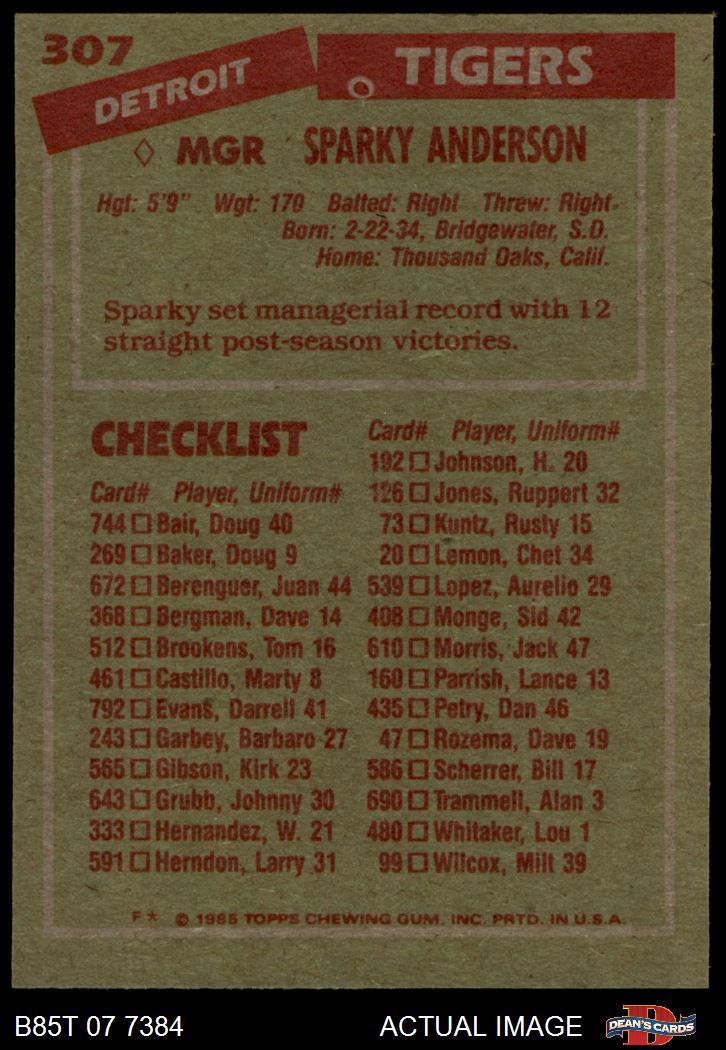 307
DETROIT TIGERS
MGR SPARKY ANDERSON
Hgt: 5'9" Wgt: 170 Batted: Right Threw: Right
Born: 2-22-34, Bridgewater, S.D.
Home: Thousand Oaks, Calif.
Sparky set managerial record with 12
straight post-season victories.
CHECKLIST
Card# Player, Uniform#
744 Bair, Doug 40
269 Baker, Doug 9
672 Berenguer, Juan 44
368 Bergman, Dave 14
512 Brookens, Tom 16
461 Castillo, Marty 8
792 Evans, Darrell 41
243 Garbey, Barbaro 27
565 Gibson, Kirk 23
643 Grubb, Johnny 30
333 Hernandez, W. 21
591 Herndon, Larry 31
Card# Player, Uniform#
192 Johnson, H. 20
126 Jones, Ruppert 32
73 Kuntz, Rusty 15
20 Lemon, Chet 34
539 Lopez, Aurelio 29
408 Monge, Sid 42
610 Morris, Jack 47
160 Parrish, Lance 13
435 Petry, Dan 46
47 Rozema, Dave 19
586 Scherrer, Bill 17
690 Trammell, Alan 3
480 Whitaker, Lou 1
99 Wilcox, Milt 39
F* © 1985 TOPPS CHEWING GUM, INC. PRTD. IN U.S.A.
B85T 07 7384
ACTUAL IMAGE
D
DEAN'S CARDS